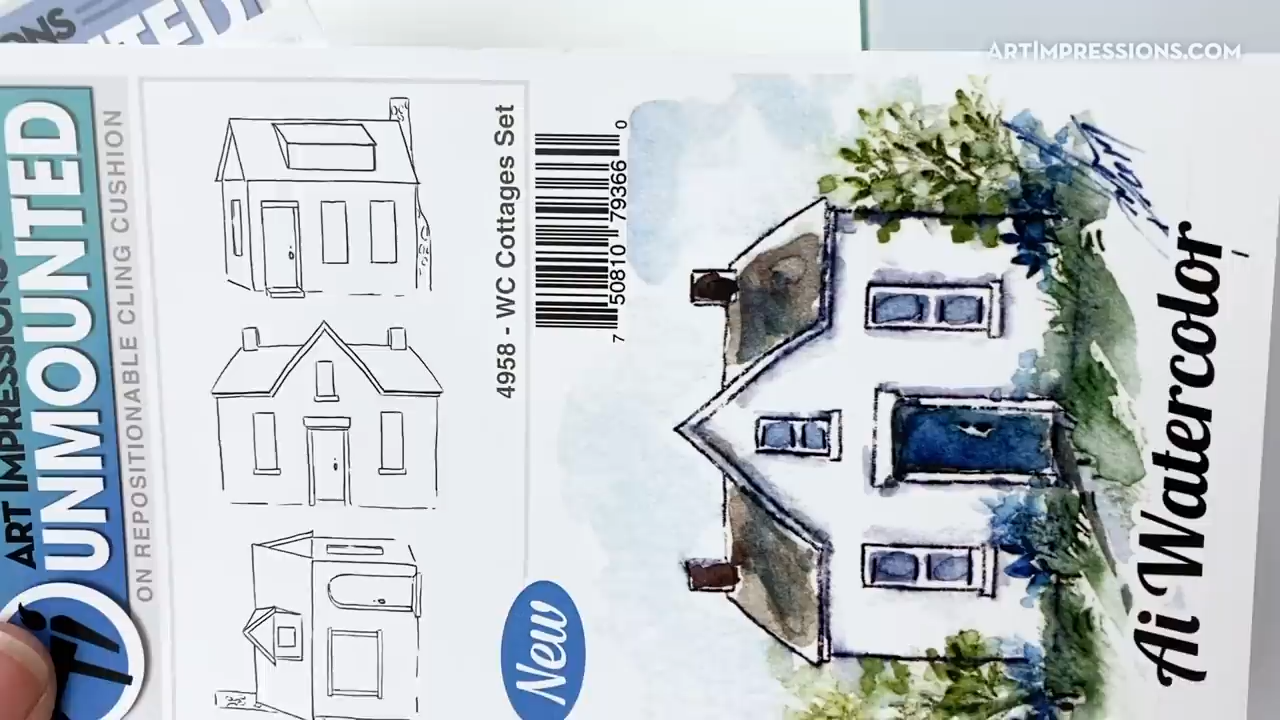 ARTIMPRESSIONS.COM
ART IMPRESSIONS
UNMOUNTED
ON REPOSITIONABLE CLING CUSHION
4958 - WC Cottages Set
7 50810 79366 0
New
Ai Watercolor
Ai